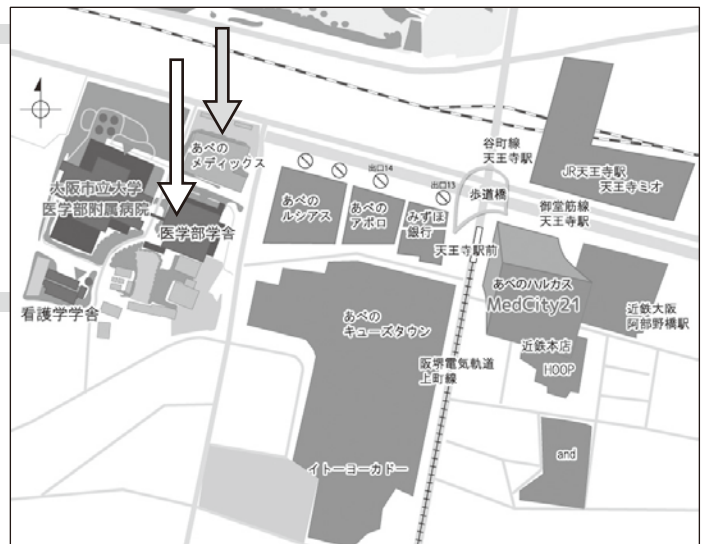 谷町線
天王寺駅
JR天王寺駅
天王寺ミオ
あべの
メディックス
大阪市立大学
医学部附属病院
医学部学舎
看護学学舎
あべの
ルシアス
出口14
あべの
アポロ
出口13
みずほ
銀行
歩道橋
御堂筋線
天王寺駅
天王寺駅前
あべのハルカス
MedCity21
近鉄大阪
阿部野橋駅
近鉄本店
HOOP
あべの
キューズタウン
阪堺電気軌道
上町線
イトーヨーカドー
and